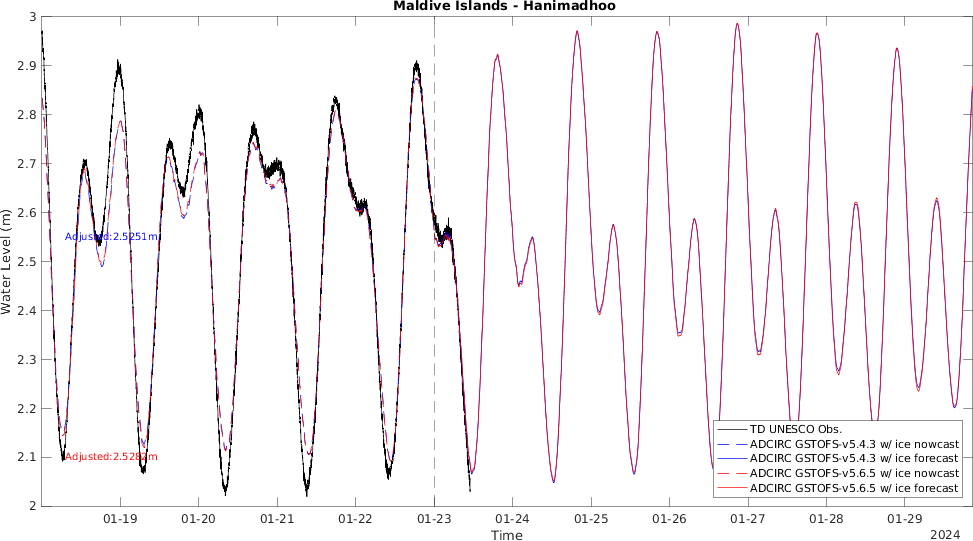 Maldive Islands - Hanimadhoo
3
2.9
2.8
2.7
2.6
2.5
2.4
2.3
2.2
2.1
2
Water Level (m)
Adjusted:2.5251m
Adjusted:2.5282m
TD UNESCO Obs.
ADCIRC GSTOFS-v5.4.3 w/ ice nowcast
ADCIRC GSTOFS-v5.4.3 w/ ice forecast
ADCIRC GSTOFS-v5.6.5 w/ ice nowcast
ADCIRC GSTOFS-v5.6.5 w/ ice forecast
01-19 01-20 01-21 01-22 01-23 01-24 01-25 01-26 01-27 01-28 01-29
Time
2024